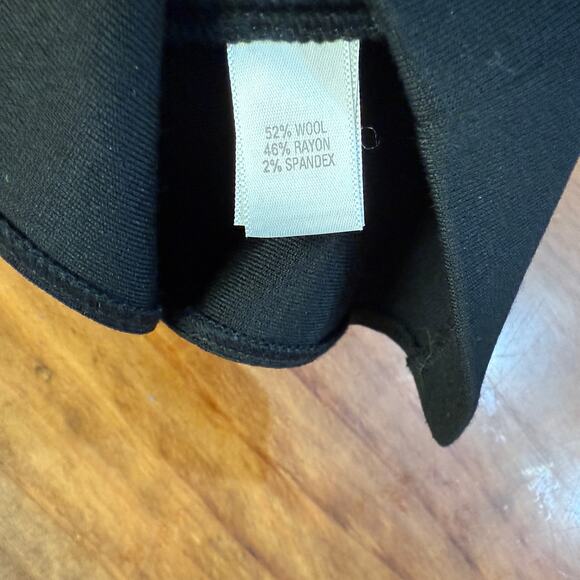 52% WOOL
46% RAYON
2% SPANDEX